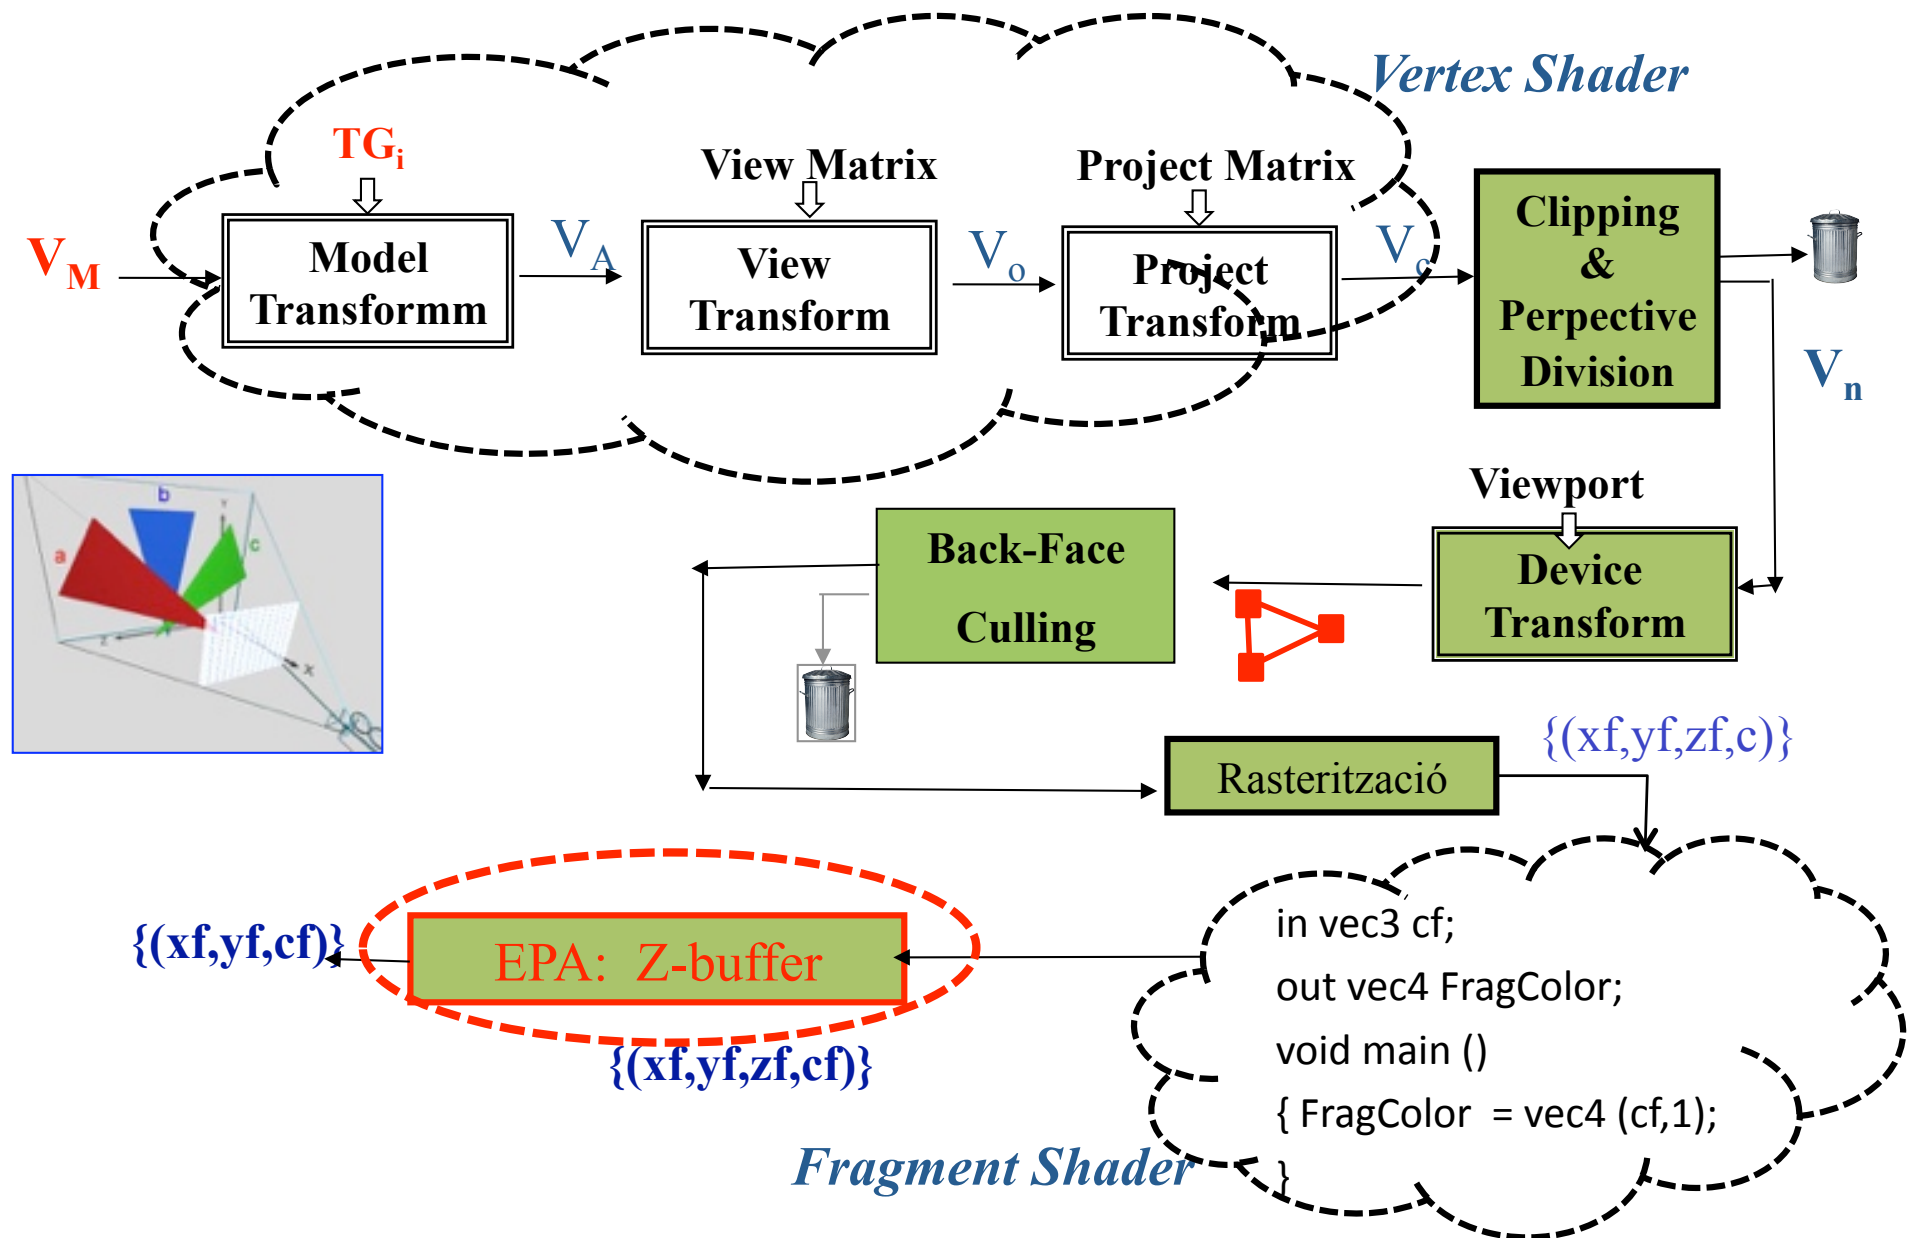 Vertex Shader
TGi
View Matrix
Project Matrix
VM
Model
Transformm
VA
View
Transform
Vo
Project
Transform
Vc
Clipping
&
Perpective
Division
Vn
Viewport
Device
Transform
Back-Face
Culling
a
b
c
Y
Z
X
{(xf,yf,zf,c)}
Rasterització
in vec3 cf;
out vec4 FragColor;
void main ()
{ FragColor = vec4 (cf,1);
}
EPA: Z-buffer
{(xf,yf,cf)}
{(xf,yf,zf,cf)}
Fragment Shader